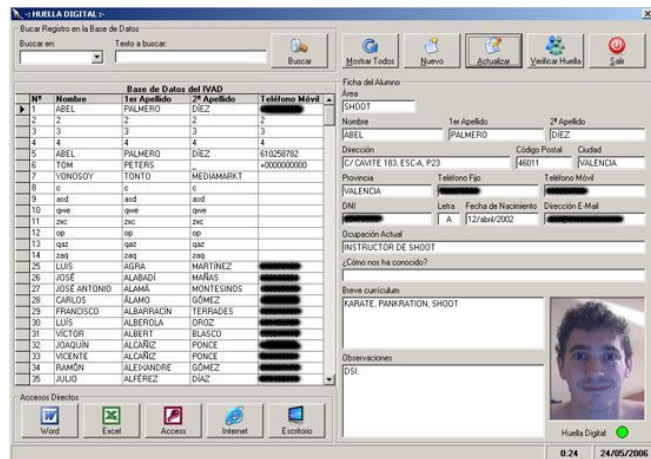 -: HUELLA DIGITAL :-
Bucar Registro en la Base de Datos
Buscar en: Texto a buscar:
Buscar
Mostrar Todos Nuevo Actualizar Verificar Huella Salir
Base de Datos del IVAD
Nº Nombre 1er Apellido 2º Apellido Teléfono Móvil
1 ABEL PALMERO DÍEZ
2 2 2 2 2
3 3 3 3 3
4 4 4 4 4
5 ABEL PALMERO DÍEZ 610258782
6 TOM PETERS _ +0000000000
7 YONOSOY TONTO MEDIAMARKT
8 c c c
9 asd asd asd
10 qwe qwe qwe
11 zxc zxc zxc
12 op op op
13 qaz qaz qaz
14 zaq zaq zaq
25 LUIS AGRA MARTÍNEZ
26 JOSÉ ALABADÍ MAÑAS
27 JOSÉ ANTONIO ALAMÁ MONTESINOS
28 CARLOS ÁLAMO GÓMEZ
29 FRANCISCO ALBARRACÍN TERRADES
30 LUÍS ALBEROLA OROZ
31 VÍCTOR ALBERT BLASCO
32 JOAQUÍN ALCAÑIZ PONCE
33 VICENTE ALCAÑIZ PONCE
34 RAMÓN ALEIXANDRE GÓMEZ
35 JULIO ALFÉREZ DÍAZ
Accesos Directos
Word Excel Access Internet Escritorio
Ficha del Alumno
Área
SHOOT
Nombre 1er Apellido 2º Apellido
ABEL PALMERO DÍEZ
Dirección Código Postal Ciudad
C/ CAVITE 183, ESC-A, P23 46011 VALENCIA
Provincia Teléfono Fijo Teléfono Móvil
VALENCIA
DNI Letra Fecha de Nacimiento Dirección E-Mail
A 12/abril/2002
Ocupación Actual
INSTRUCTOR DE SHOOT
¿Cómo nos ha conocido?
Breve currículum
KARATE, PANKRATION, SHOOT
Observaciones
DSI.
Huella Digital:
0:24 24/05/2006